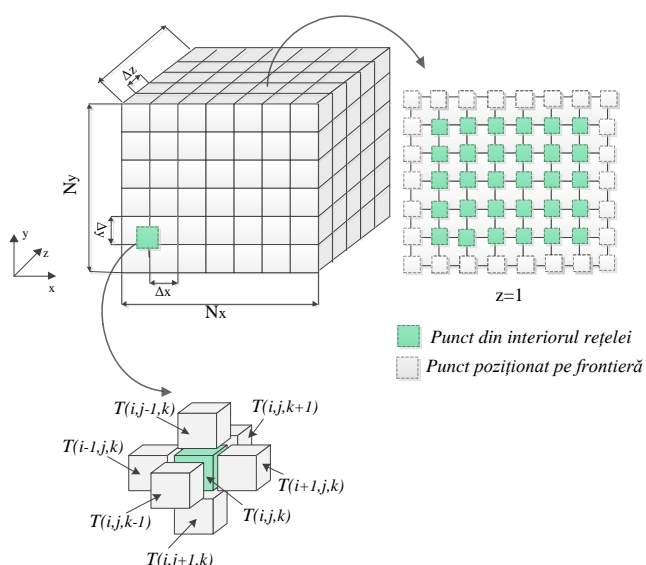 Δz
Ny
Δy
y
z
x
Δx
Nx
z=1
Punct din interiorul rețelei
Punct poziționat pe frontieră
T(i,j-1,k)
T(i,j,k+1)
T(i-1,j,k)
T(i+1,j,k)
T(i,j,k-1)
T(i,j,k)
T(i,j+1,k)